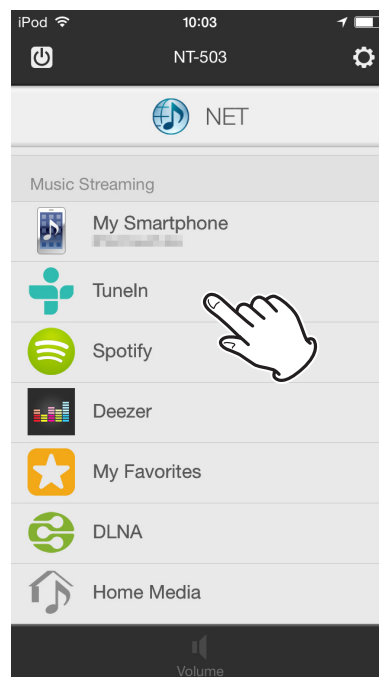 iPod 10:03
NT-503
NET
Music Streaming
My Smartphone
TuneIn
Spotify
Deezer
My Favorites
DLNA
Home Media
Volume